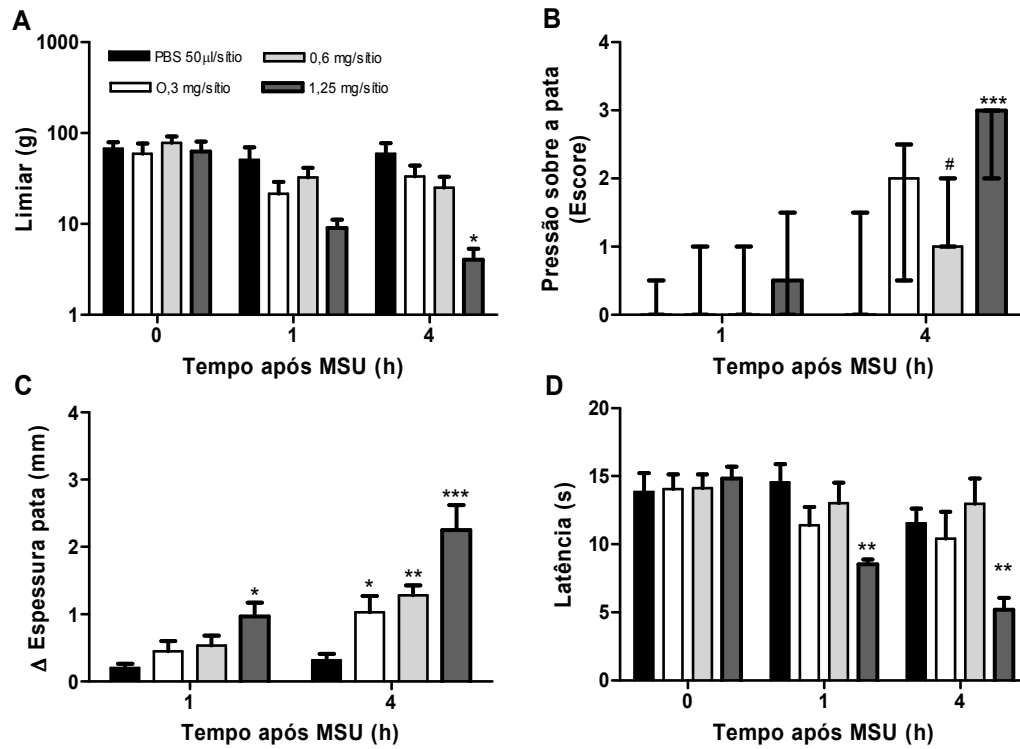 A
1000
100
10
1
Limiar (g)
PBS 50µl/sítio
O,3 mg/sítio
0,6 mg/sítio
1,25 mg/sítio
*
0 1 4
Tempo após MSU (h)
B
4
3
2
1
0
Pressão sobre a pata
(Escore)
#
***
1 4
Tempo após MSU (h)
C
4
3
2
1
0
Δ Espessura pata (mm)
*
*
**
***
1 4
Tempo após MSU (h)
D
20
15
10
5
0
Latência (s)
**
**
0 1 4
Tempo após MSU (h)